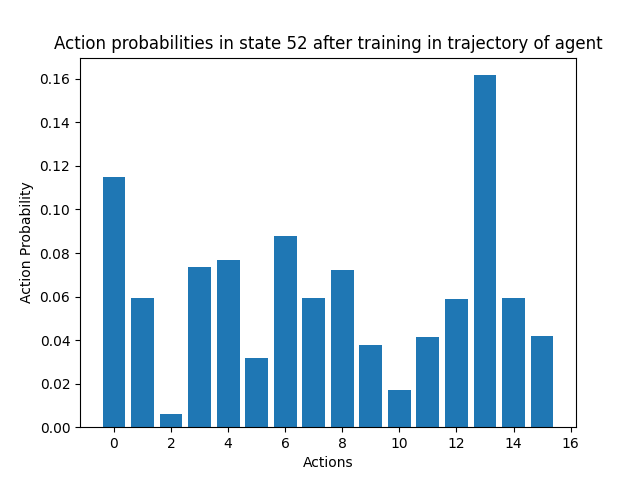 Action probabilities in state 52 after training in trajectory of agent
0.16
0.14
0.12
0.10
0.08
0.06
0.04
0.02
0.00
Action Probability
0 2 4 6 8 10 12 14 16
Actions